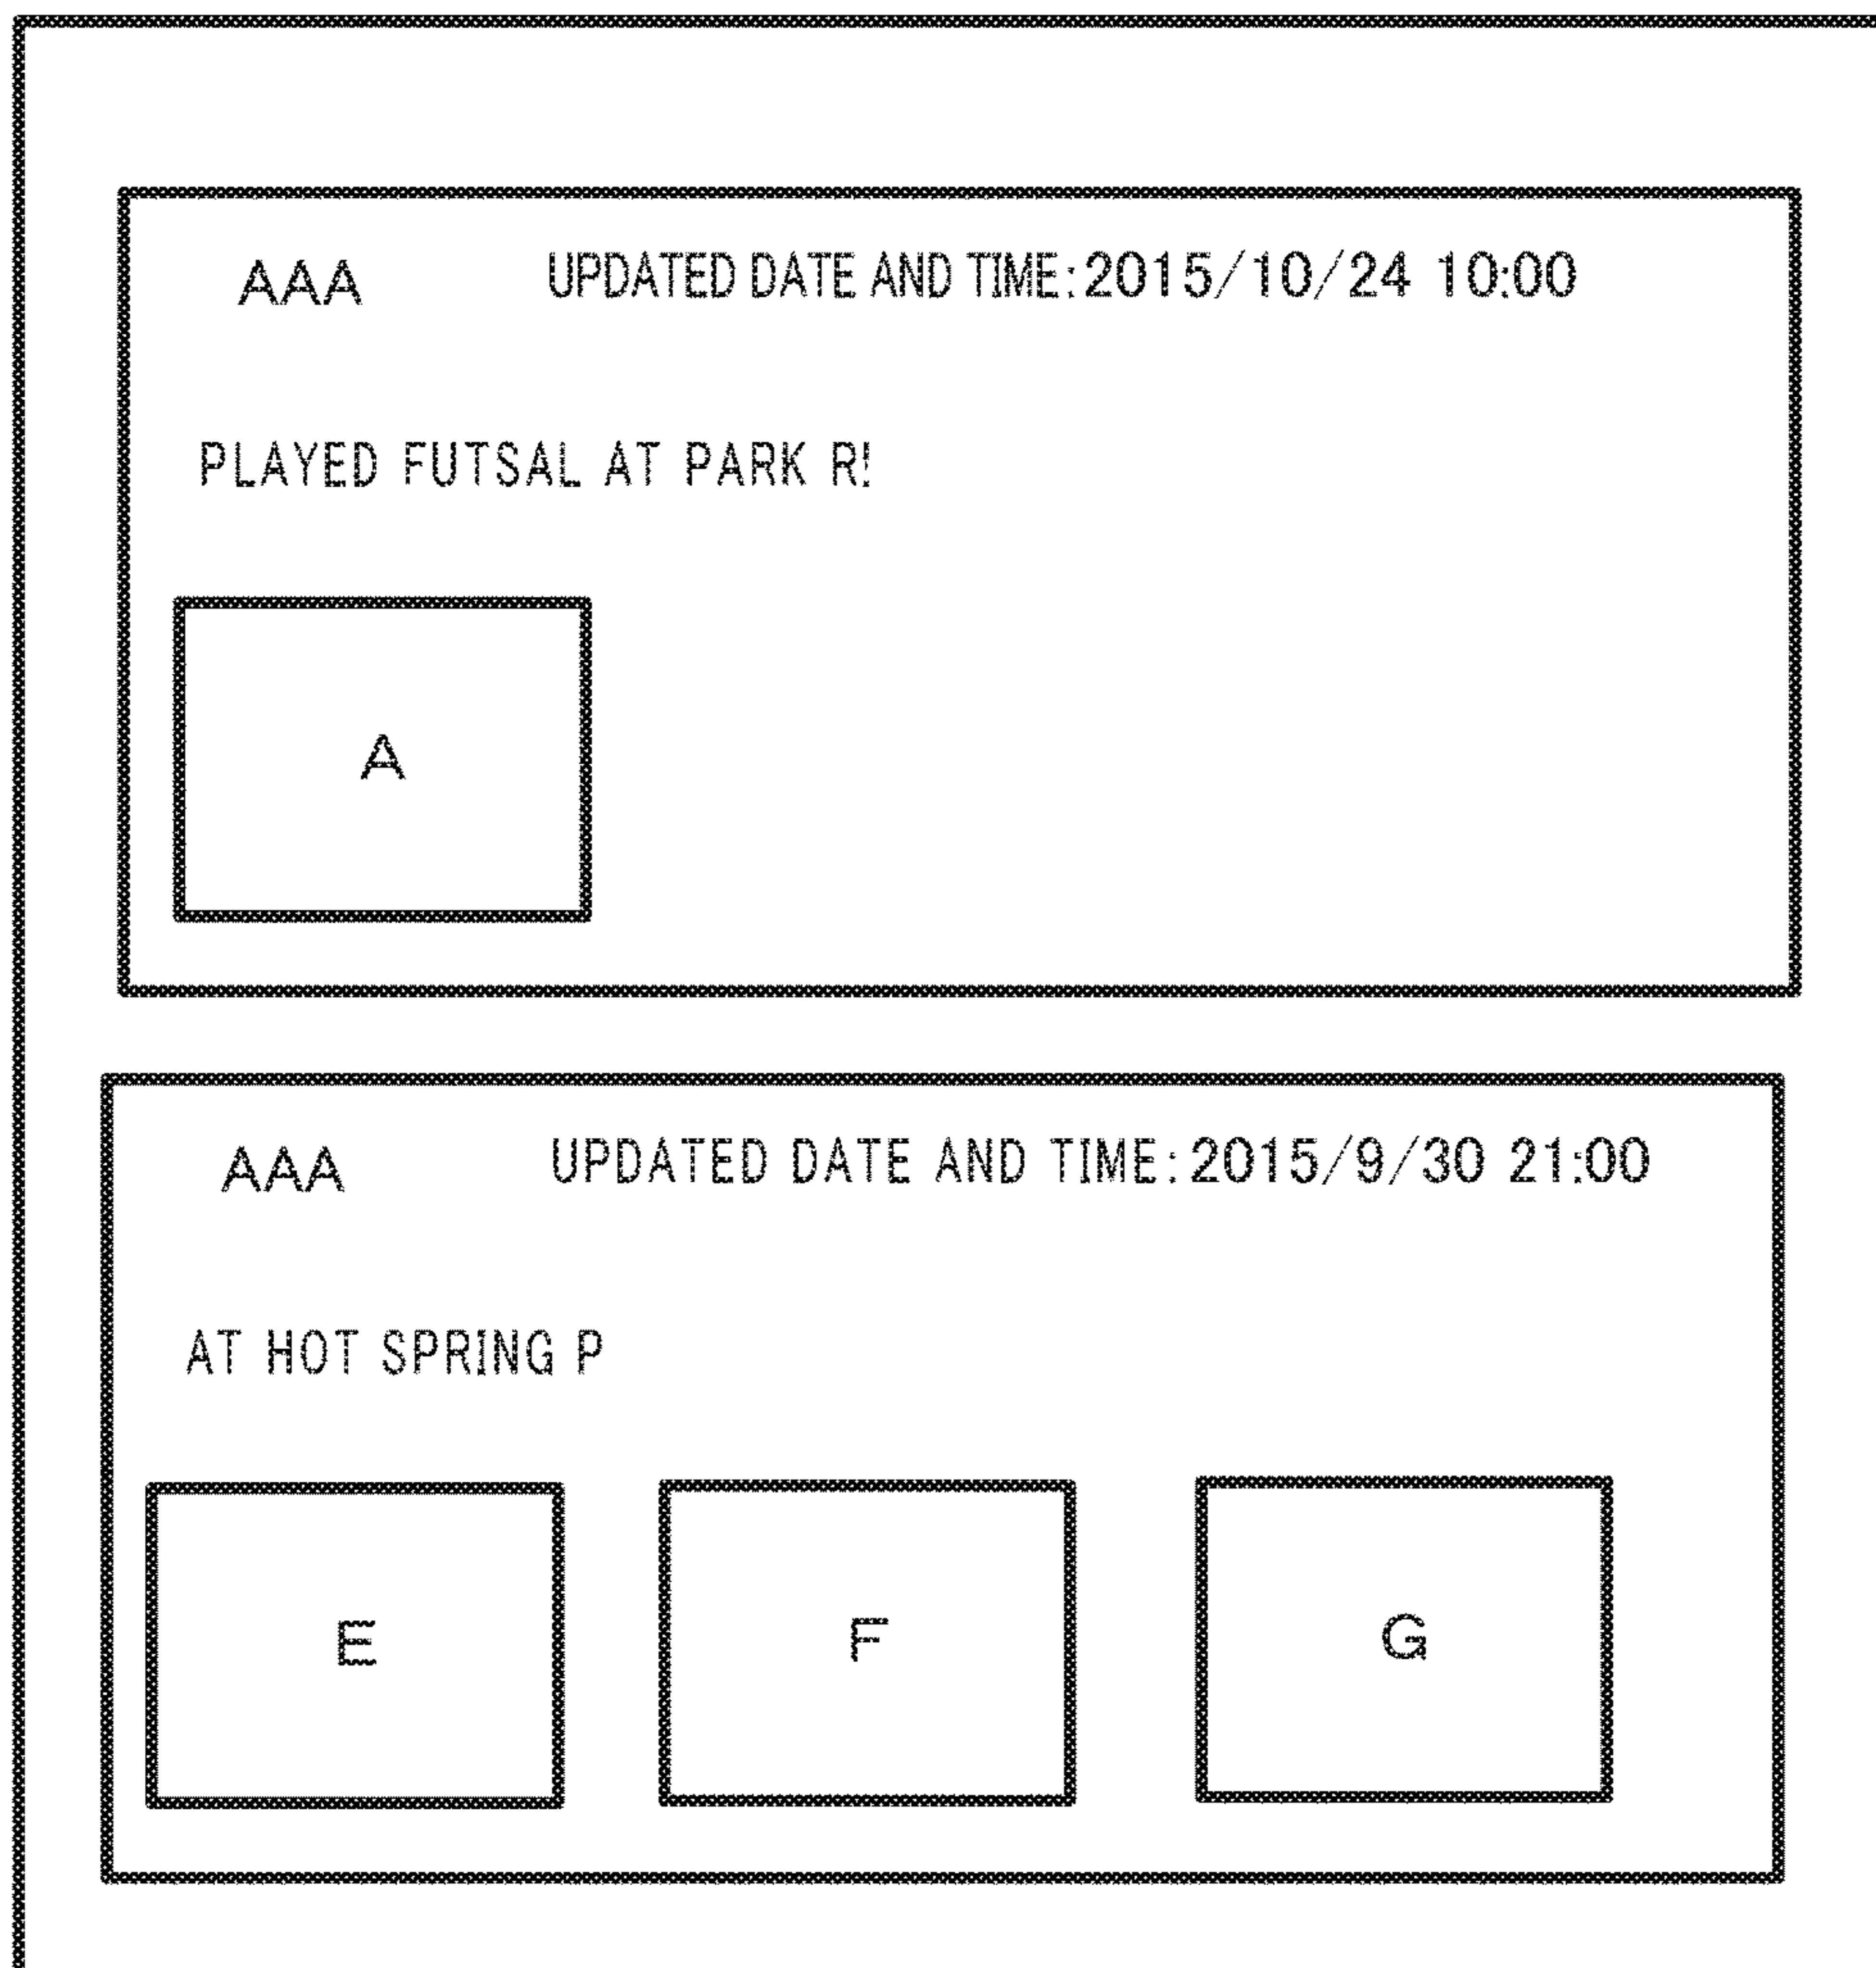 AAA UPDATED DATE AND TIME:2015/10/24 10:00
PLAYED FUTSAL AT PARK R!
A
AAA UPDATED DATE AND TIME:2015/9/30 21:00
AT HOT SPRING P
E F G